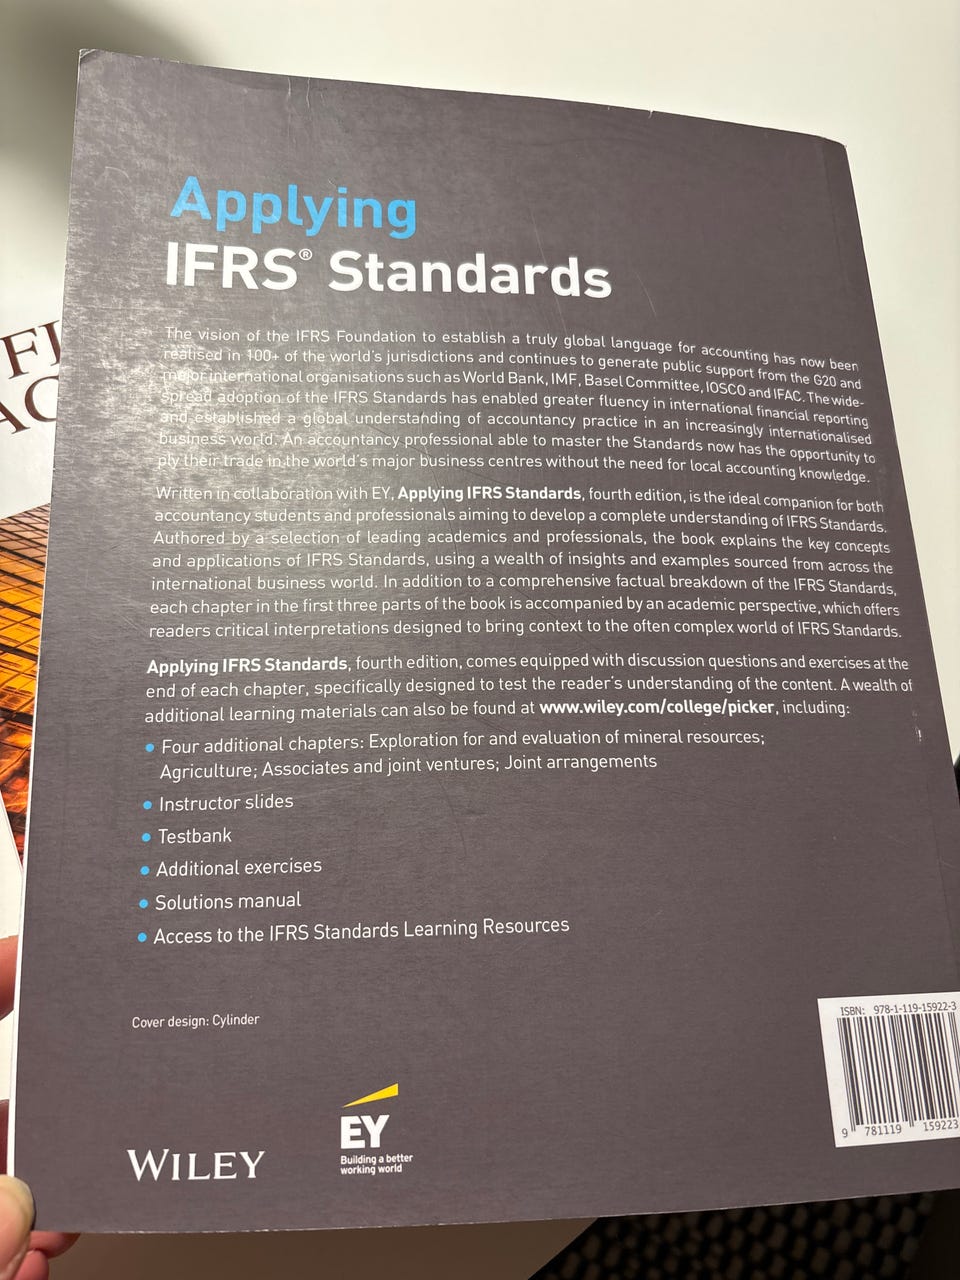 FI
AC
Applying
IFRS® Standards
The vision of the IFRS Foundation to establish a truly global language for accounting has now been
realised in 100+ of the world's jurisdictions and continues to generate public support from the G20 and
major international organisations such as World Bank, IMF, Basel Committee, IOSCO and IFAC. The wide-
spread adoption of the IFRS Standards has enabled greater fluency in international financial reporting
and established a global understanding of accountancy practice in an increasingly internationalised
business world. An accountancy professional able to master the Standards now has the opportunity to
ply their trade in the world's major business centres without the need for local accounting knowledge.
Written in collaboration with EY, Applying IFRS Standards, fourth edition, is the ideal companion for both
accountancy students and professionals aiming to develop a complete understanding of IFRS Standards.
Authored by a selection of leading academics and professionals, the book explains the key concepts
and applications of IFRS Standards, using a wealth of insights and examples sourced from across the
international business world. In addition to a comprehensive factual breakdown of the IFRS Standards,
each chapter in the first three parts of the book is accompanied by an academic perspective, which offers
readers critical interpretations designed to bring context to the often complex world of IFRS Standards.
Applying IFRS Standards, fourth edition, comes equipped with discussion questions and exercises at the
end of each chapter, specifically designed to test the reader's understanding of the content. A wealth of
additional learning materials can also be found at www.wiley.com/college/picker, including:
• Four additional chapters: Exploration for and evaluation of mineral resources;
Agriculture; Associates and joint ventures; Joint arrangements
• Instructor slides
• Testbank
• Additional exercises
• Solutions manual
• Access to the IFRS Standards Learning Resources
Cover design: Cylinder
ISBN: 978-1-119-15922-3
9 781119 159223
WILEY
EY
Building a better
working world